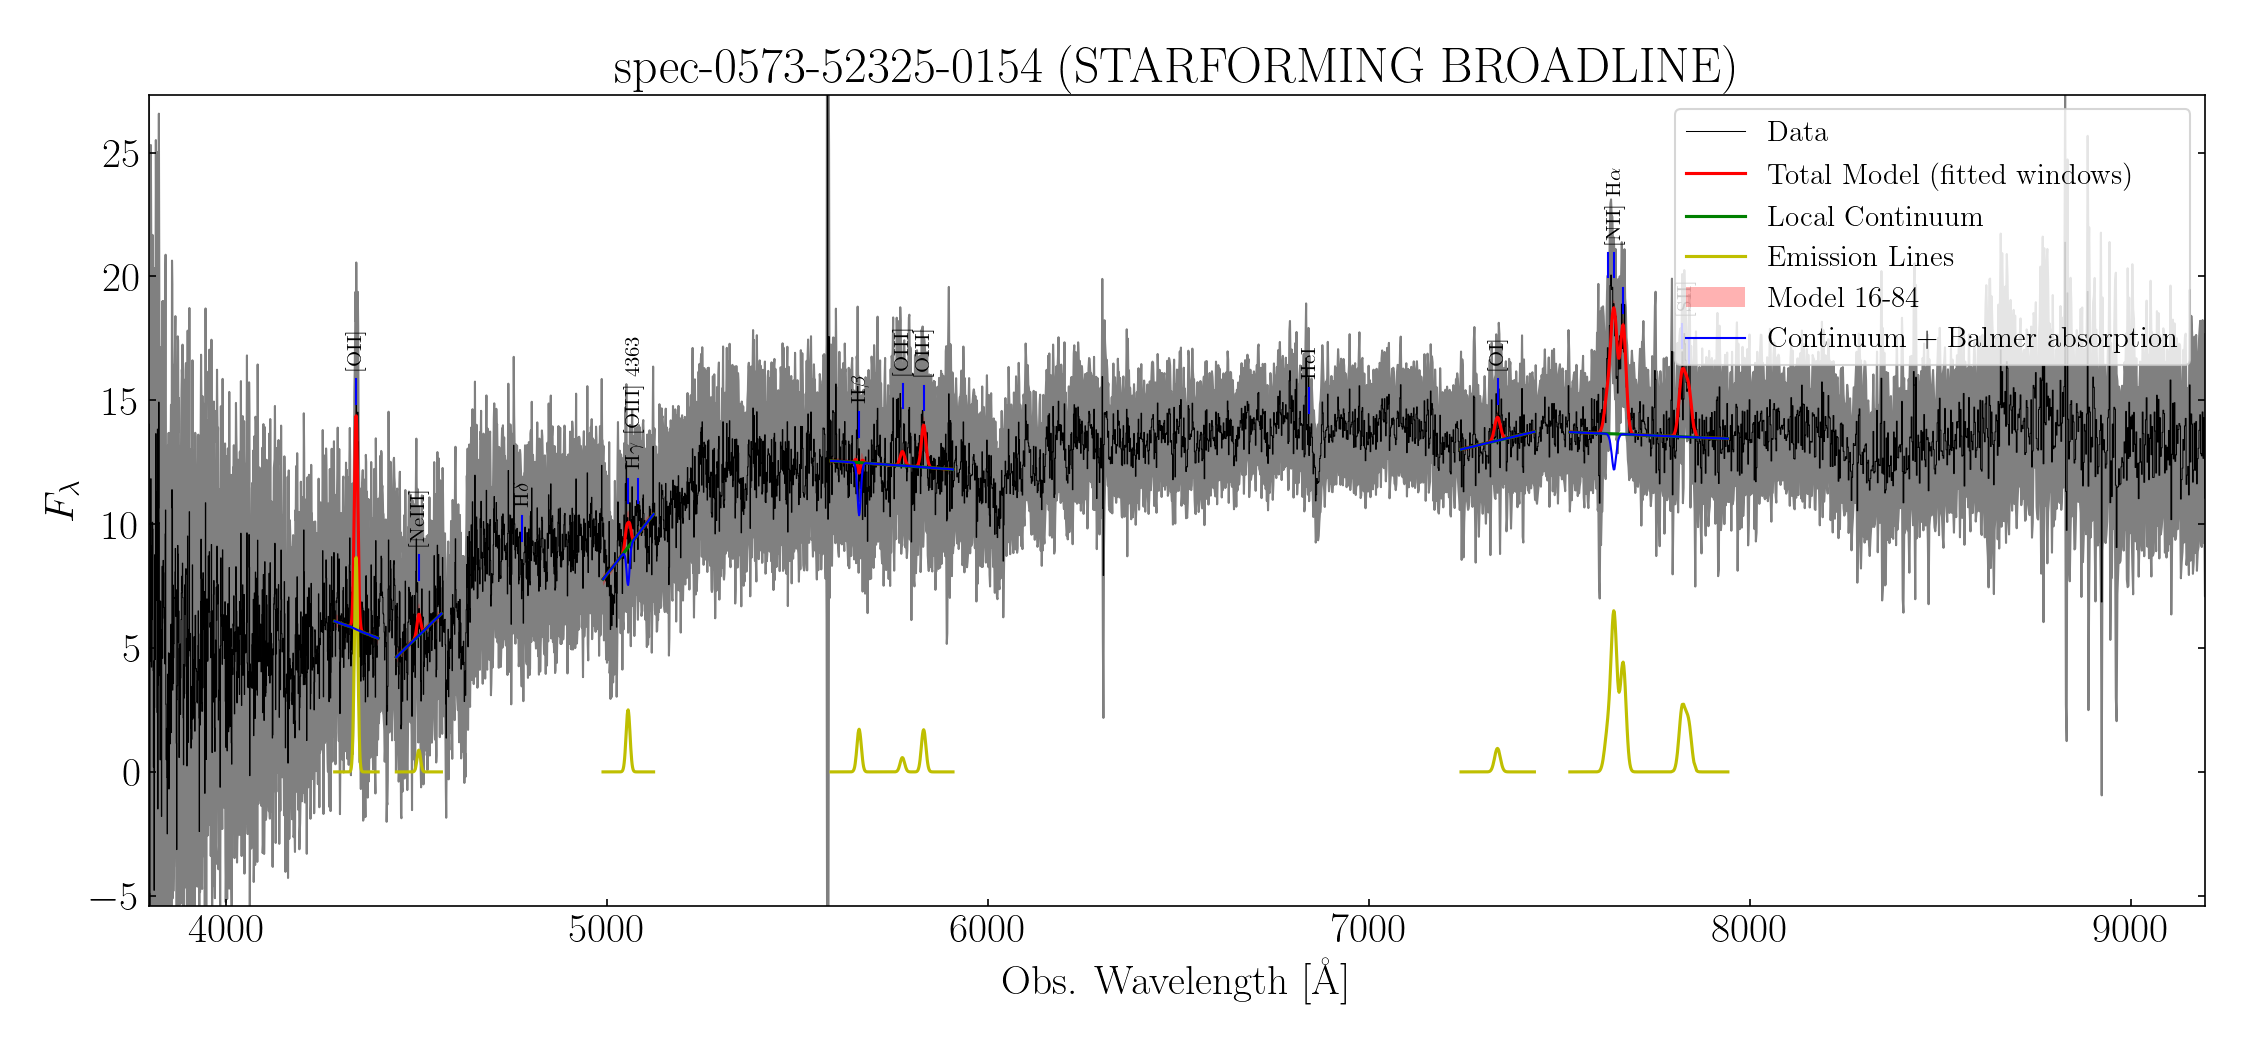 spec-0573-52325-0154 (STARFORMING BROADLINE)
Data
Total Model (fitted windows)
Local Continuum
Emission Lines
Model 16-84
Continuum + Balmer absorption
[OII]
[NeIII]
Hδ
Hγ [OIII] 4363
Hβ
[OIII]
[OIII]
HeI
[OI]
[NII] Hα
[SII]
F_λ
25
20
15
10
5
0
−5
4000
5000
6000
7000
8000
9000
Obs. Wavelength [Å]